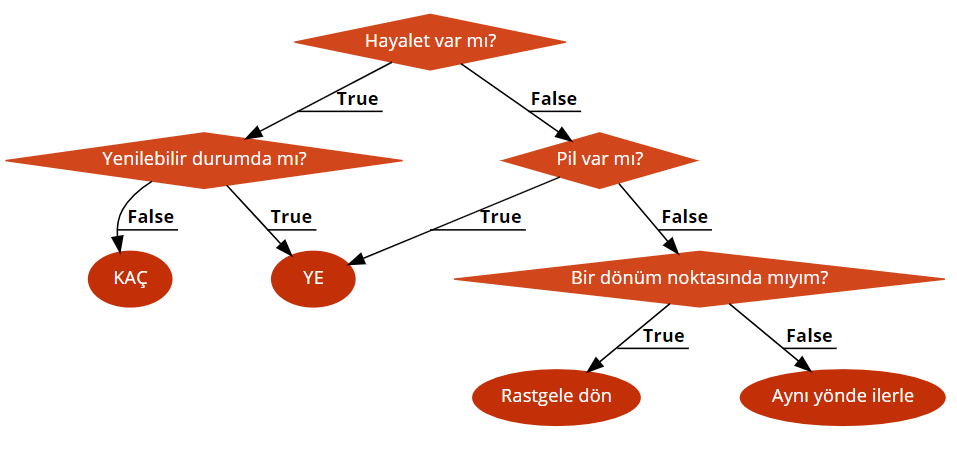 Hayalet var mı?
True
False
Yenilebilir durumda mı?
Pil var mı?
False
True
True
False
KAÇ
YE
Bir dönüm noktasında mıyım?
True
False
Rastgele dön
Aynı yönde ilerle